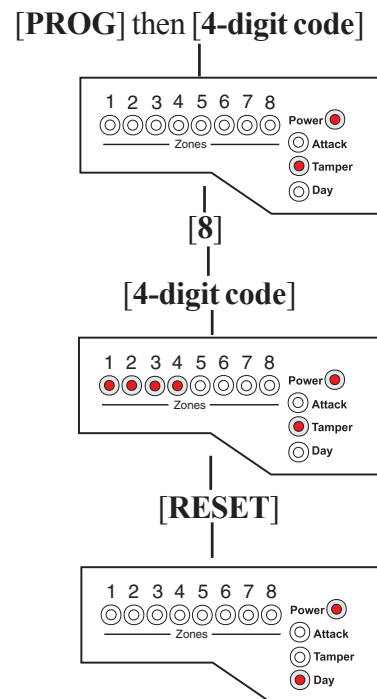 [PROG] then [4-digit code]
1 2 3 4 5 6 7 8
Power
Attack
Zones
Tamper
Day
[8]
[4-digit code]
1 2 3 4 5 6 7 8
Power
Attack
Zones
Tamper
Day
[RESET]
1 2 3 4 5 6 7 8
Power
Attack
Zones
Tamper
Day